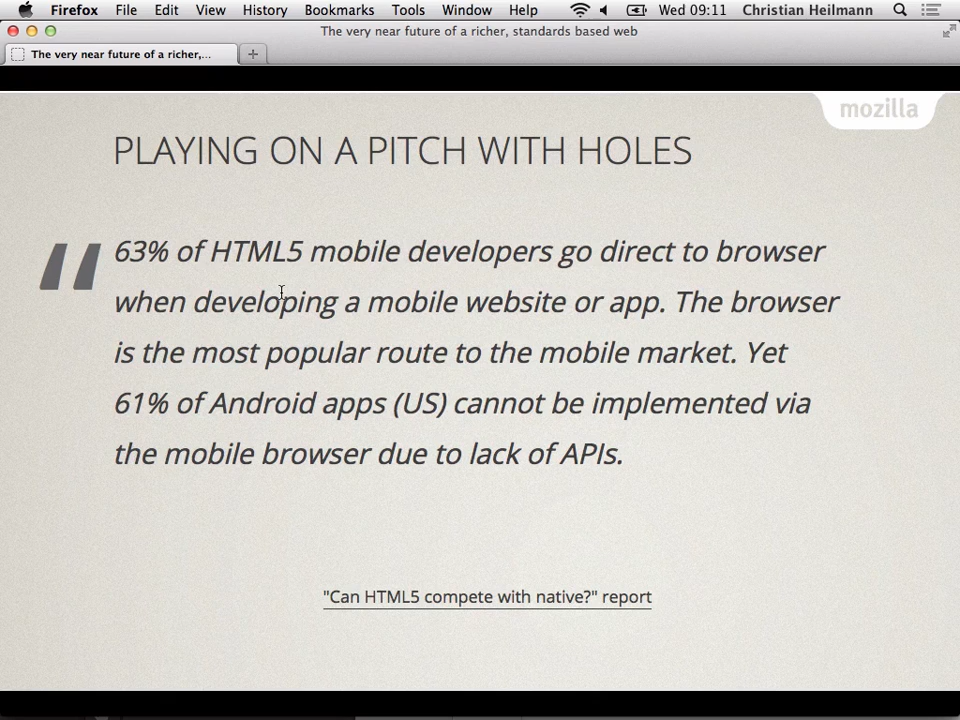 Firefox File Edit View History Bookmarks Tools Window Help Wed 09:11 Christian Heilmann
The very near future of a richer, standards based web
The very near future of a richer,...
mozilla
PLAYING ON A PITCH WITH HOLES
“63% of HTML5 mobile developers go direct to browser
when developing a mobile website or app. The browser
is the most popular route to the mobile market. Yet
61% of Android apps (US) cannot be implemented via
the mobile browser due to lack of APIs.
"Can HTML5 compete with native?" report